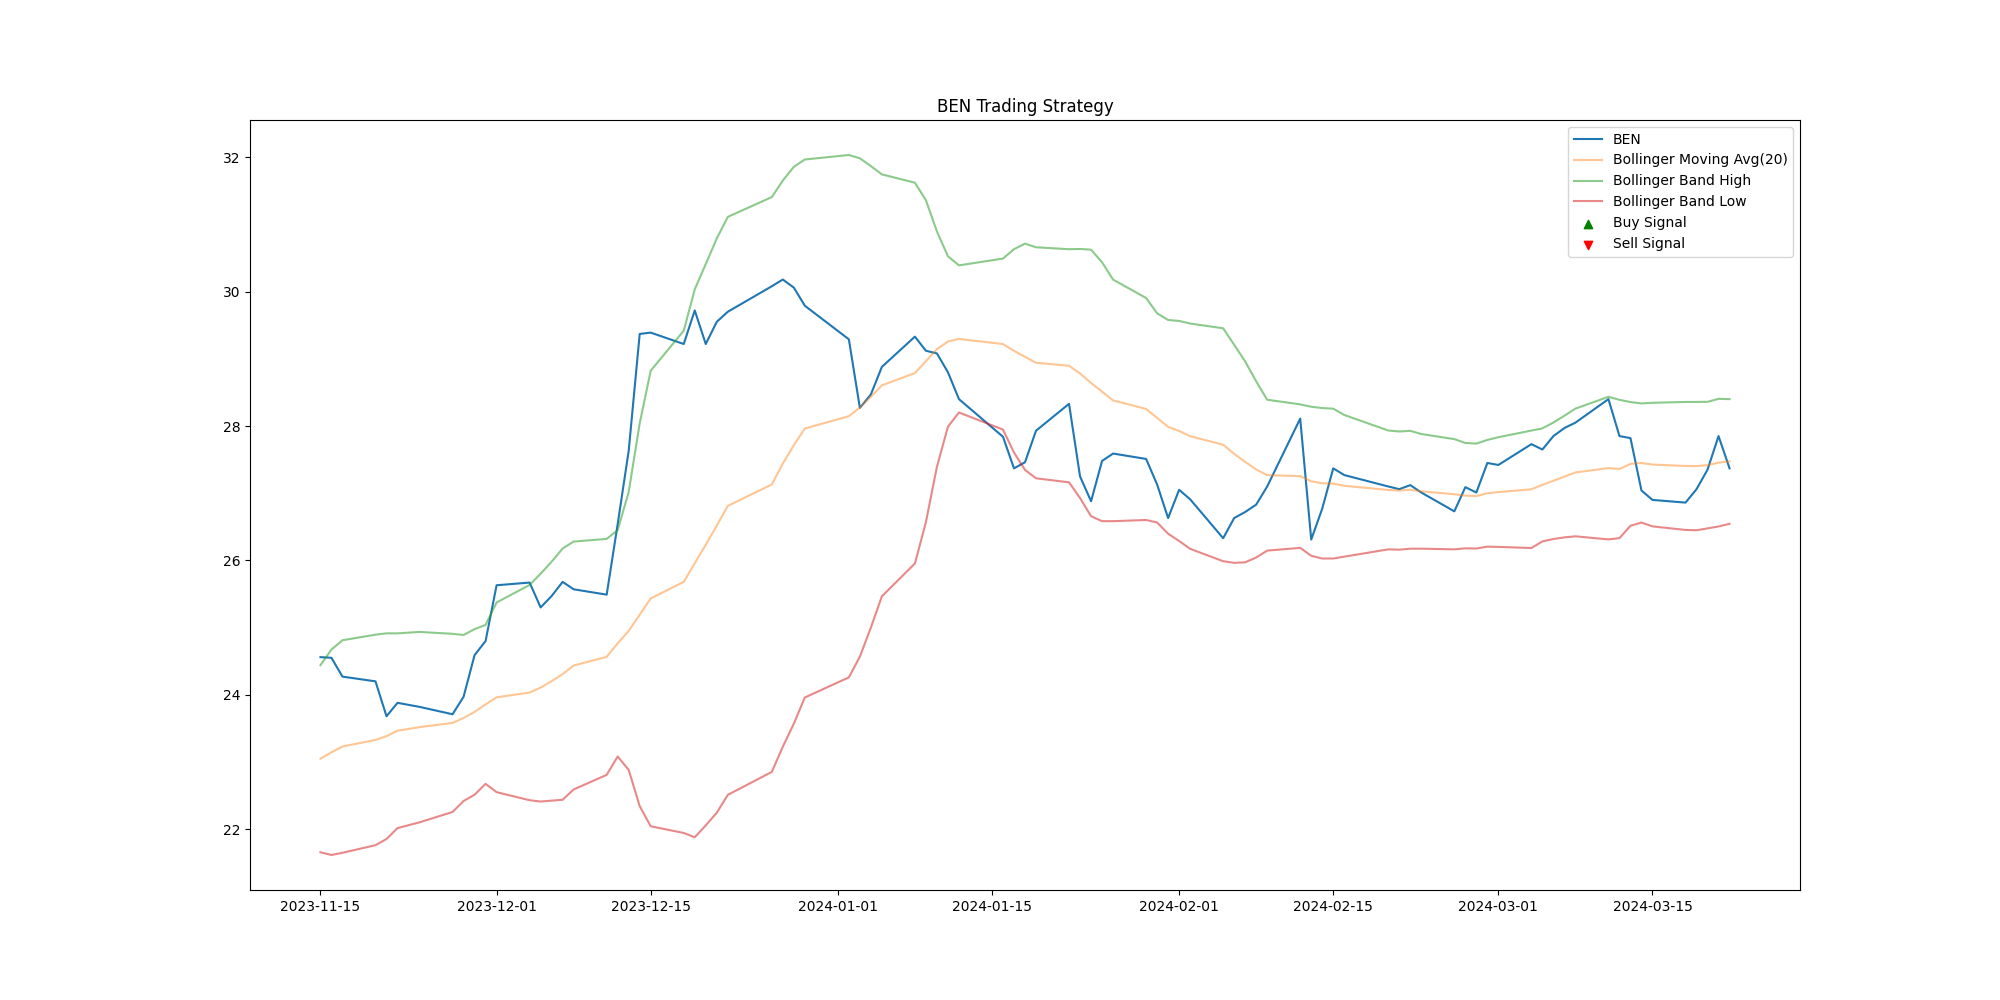 BEN Trading Strategy
BEN
Bollinger Moving Avg(20)
Bollinger Band High
Bollinger Band Low
Buy Signal
Sell Signal
32
30
28
26
24
22
2023-11-15 2023-12-01 2023-12-15 2024-01-01 2024-01-15 2024-02-01 2024-02-15 2024-03-01 2024-03-15